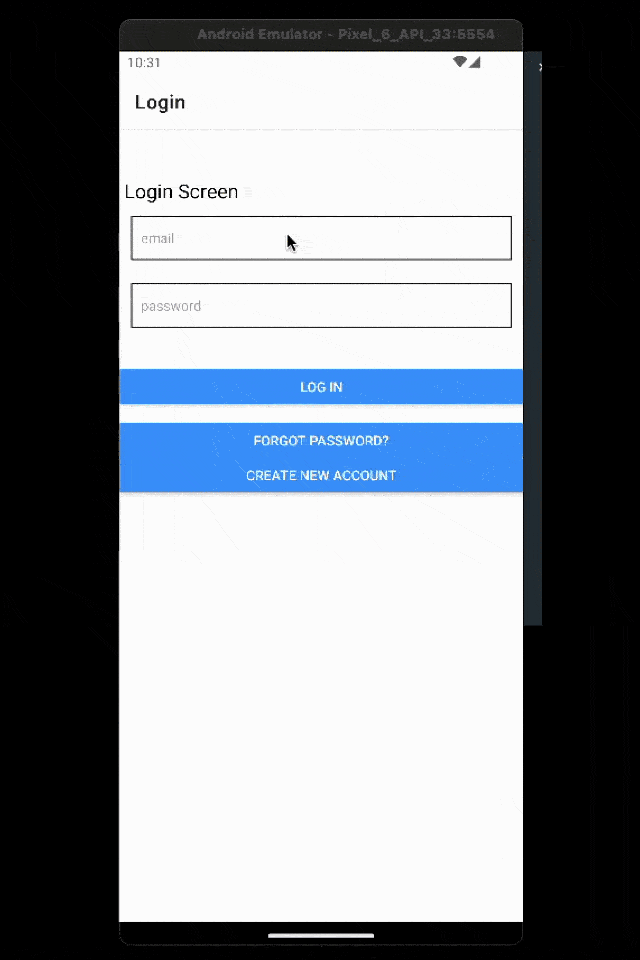 Android Emulator - Pixel_6_API_33:5554
10:31
Login
Login Screen
email
password
LOG IN
FORGOT PASSWORD?
CREATE NEW ACCOUNT